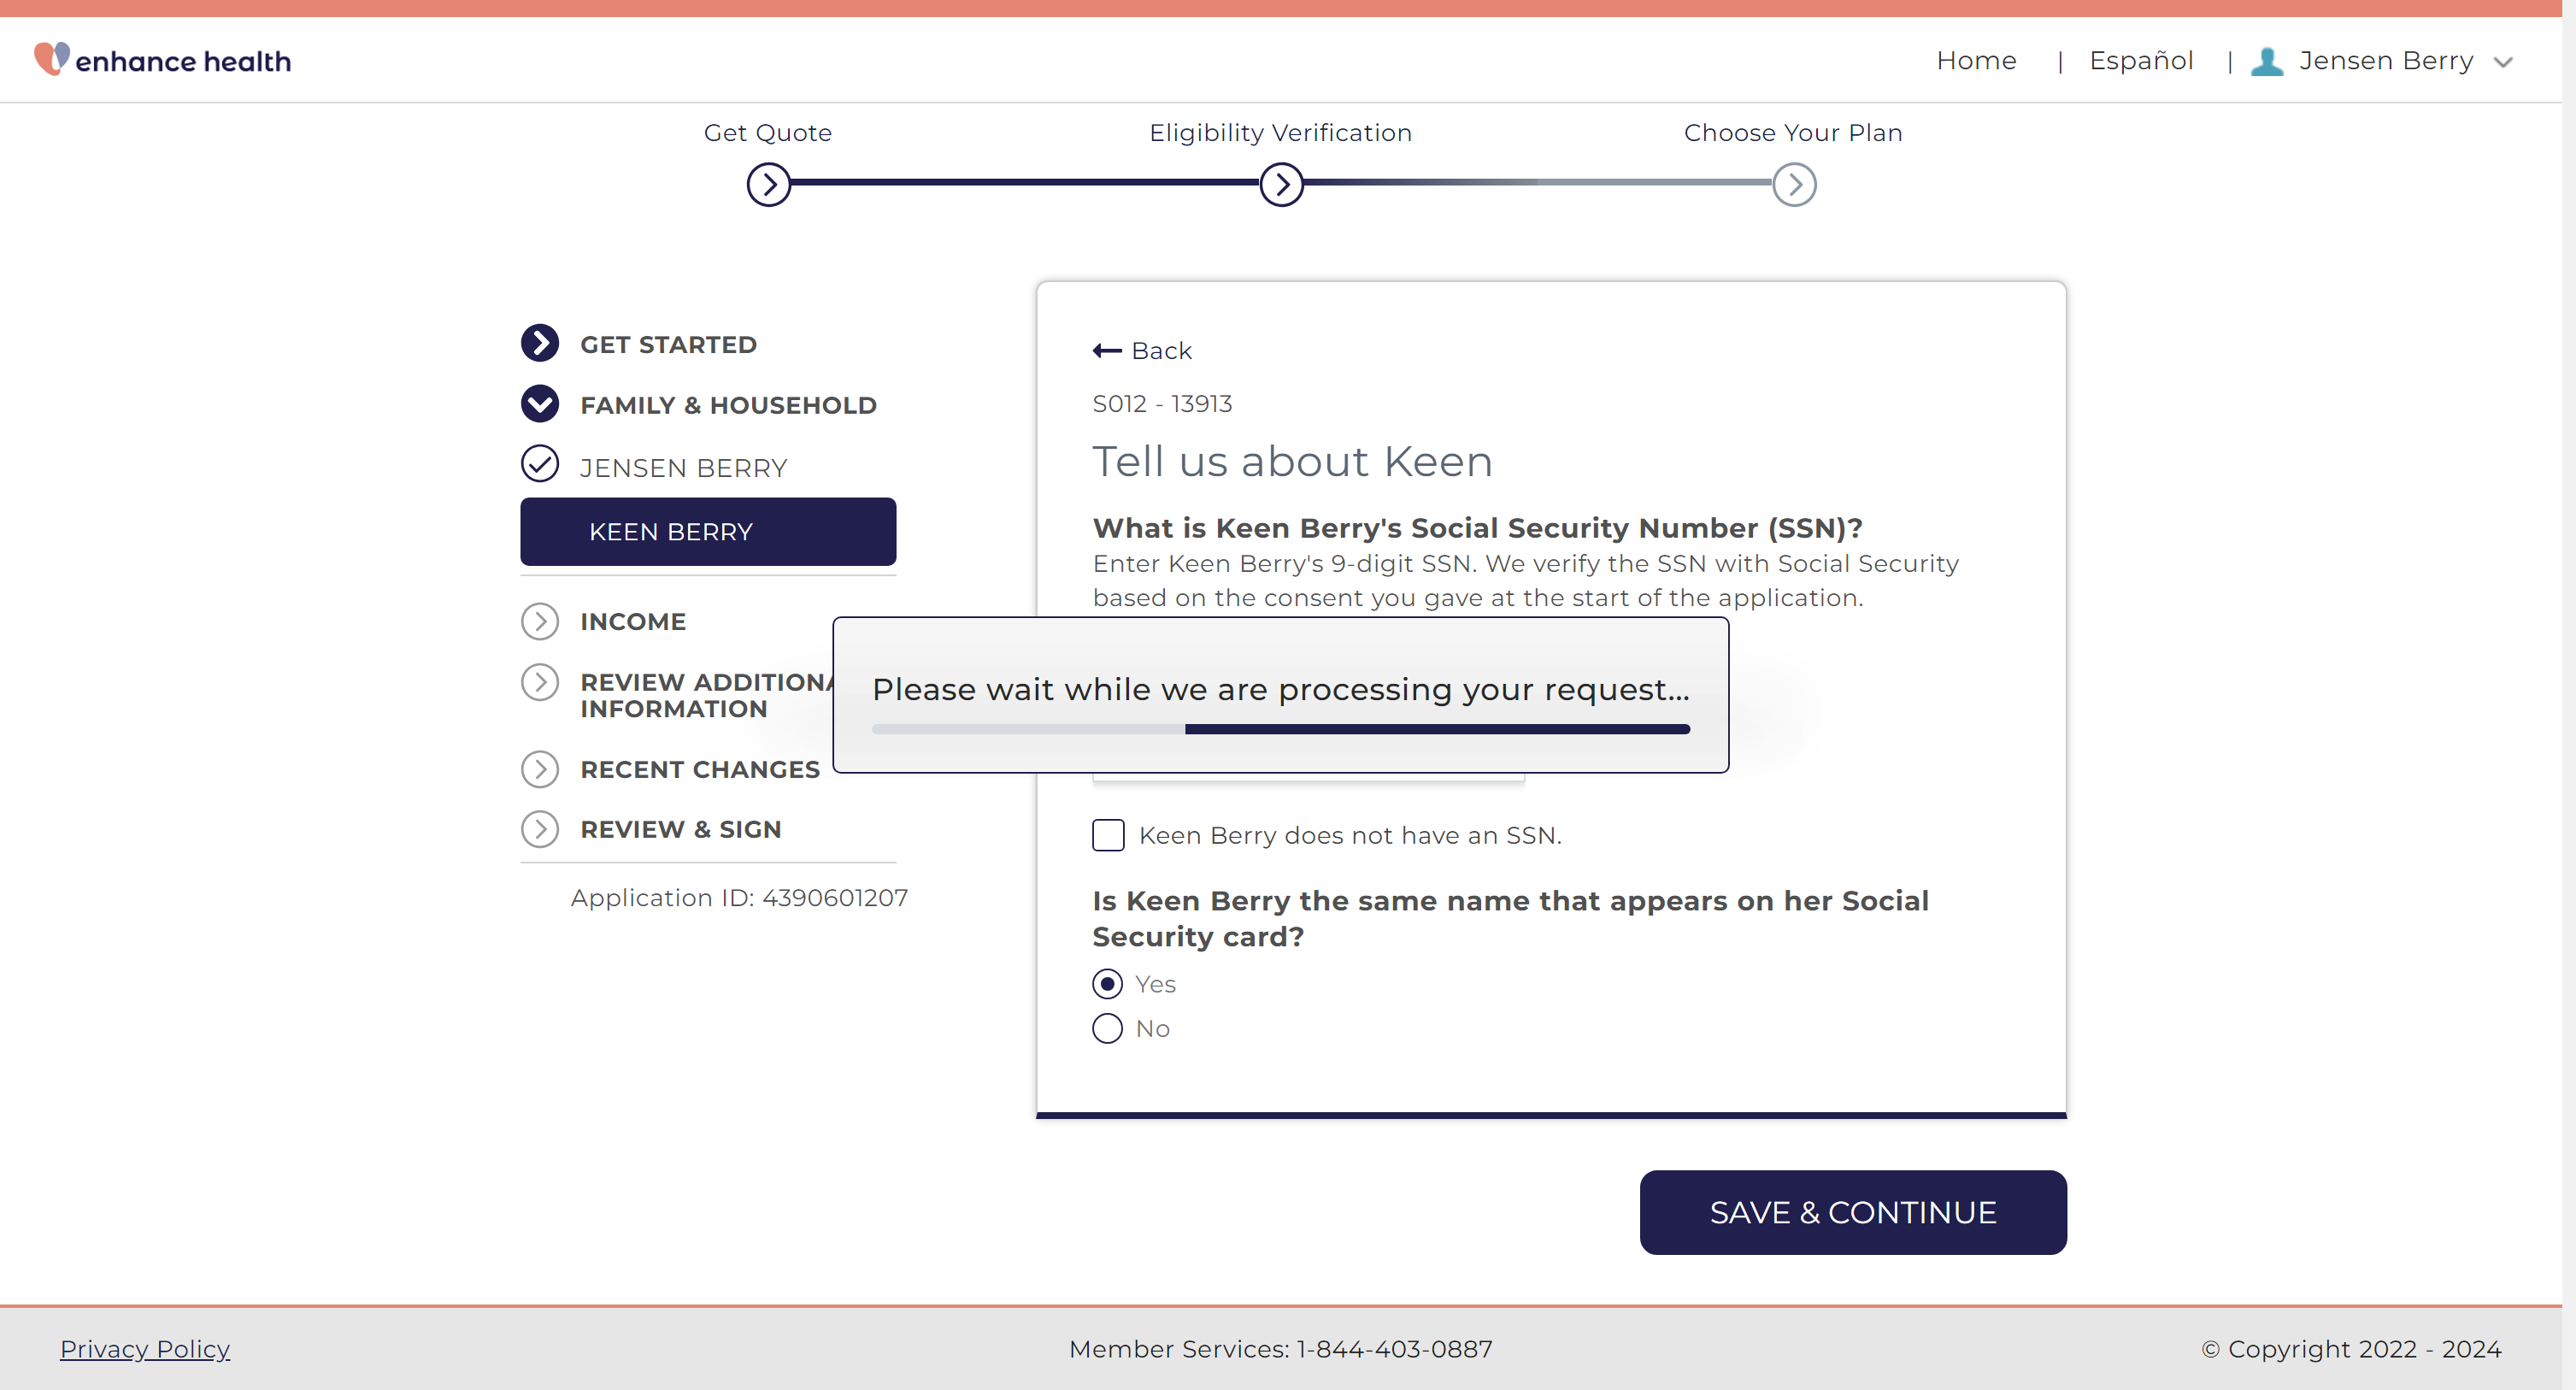 enhance health
Home | Español | Jensen Berry
Get Quote
Eligibility Verification
Choose Your Plan
GET STARTED
FAMILY & HOUSEHOLD
JENSEN BERRY
KEEN BERRY
INCOME
REVIEW ADDITIONA
INFORMATION
RECENT CHANGES
REVIEW & SIGN
Application ID: 4390601207
Back
S012 - 13913
Tell us about Keen
What is Keen Berry's Social Security Number (SSN)?
Enter Keen Berry's 9-digit SSN. We verify the SSN with Social Security
based on the consent you gave at the start of the application.
Please wait while we are processing your request...
Keen Berry does not have an SSN.
Is Keen Berry the same name that appears on her Social
Security card?
Yes
No
SAVE & CONTINUE
Privacy Policy
Member Services: 1-844-403-0887
© Copyright 2022 - 2024